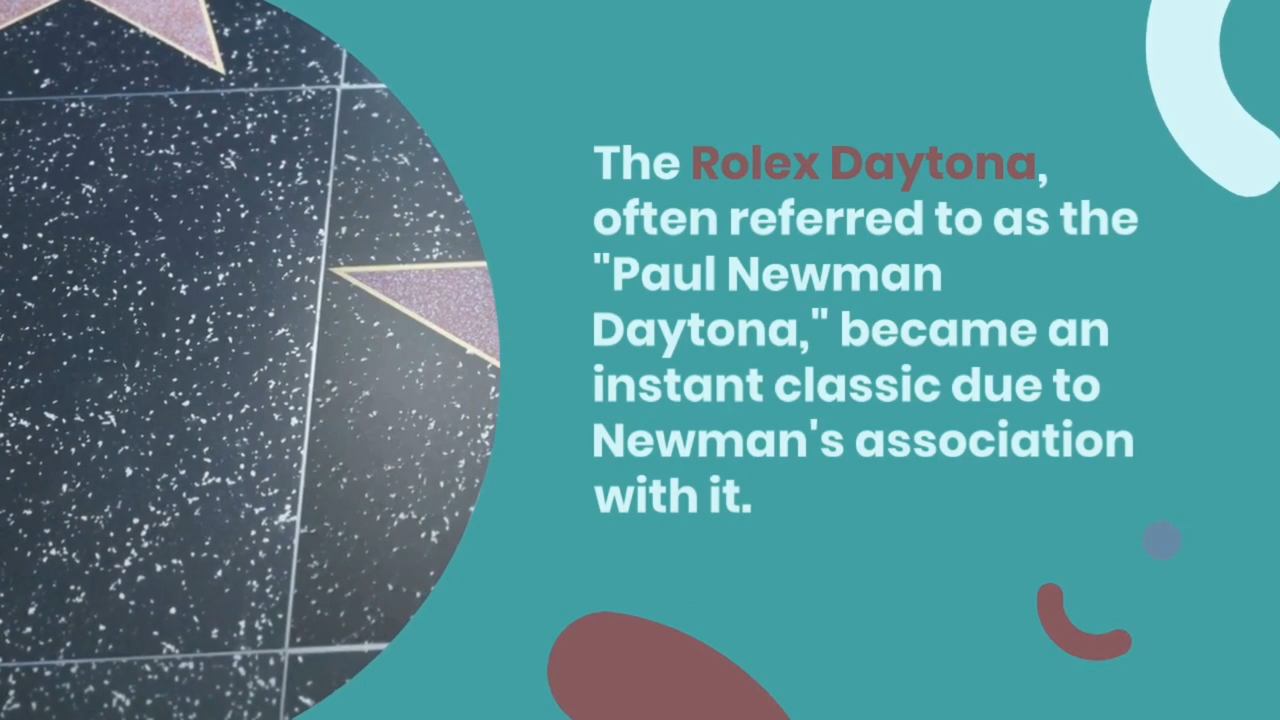 The Rolex Daytona,
often referred to as the
"Paul Newman
Daytona," became an
instant classic due to
Newman's association
with it.